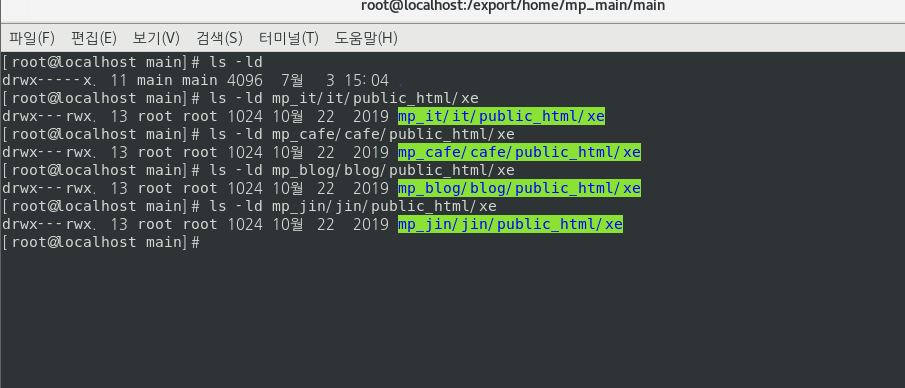 root@localhost:/export/home/mp_main/main
파일(F) 편집(E) 보기(V) 검색(S) 터미널(T) 도움말(H)
[root@localhost main]# ls -ld
drwx-----x. 11 main main 4096 7월 3 15:04 .
[root@localhost main]# ls -ld mp_it/it/public_html/xe
drwx---rwx. 13 root root 1024 10월 22 2019 mp_it/it/public_html/xe
[root@localhost main]# ls -ld mp_cafe/cafe/public_html/xe
drwx---rwx. 13 root root 1024 10월 22 2019 mp_cafe/cafe/public_html/xe
[root@localhost main]# ls -ld mp_blog/blog/public_html/xe
drwx---rwx. 13 root root 1024 10월 22 2019 mp_blog/blog/public_html/xe
[root@localhost main]# ls -ld mp_jin/jin/public_html/xe
drwx---rwx. 13 root root 1024 10월 22 2019 mp_jin/jin/public_html/xe
[root@localhost main]#